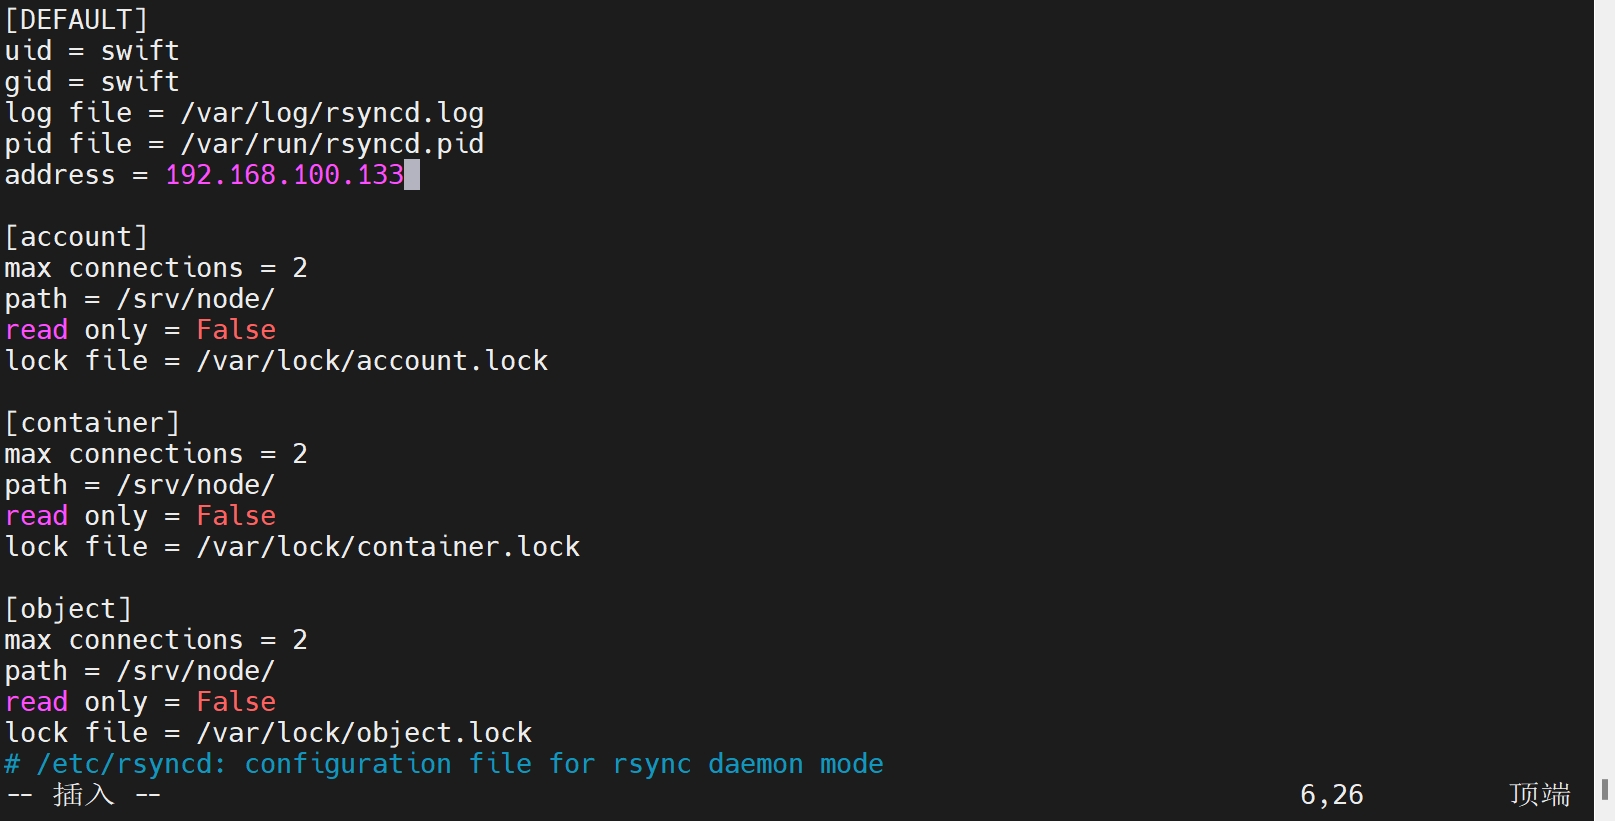 [DEFAULT]
uid = swift
gid = swift
log file = /var/log/rsyncd.log
pid file = /var/run/rsyncd.pid
address = 192.168.100.133

[account]
max connections = 2
path = /srv/node/
read only = False
lock file = /var/lock/account.lock

[container]
max connections = 2
path = /srv/node/
read only = False
lock file = /var/lock/container.lock

[object]
max connections = 2
path = /srv/node/
read only = False
lock file = /var/lock/object.lock
# /etc/rsyncd: configuration file for rsync daemon mode
-- 插入 -- 6,26 顶端